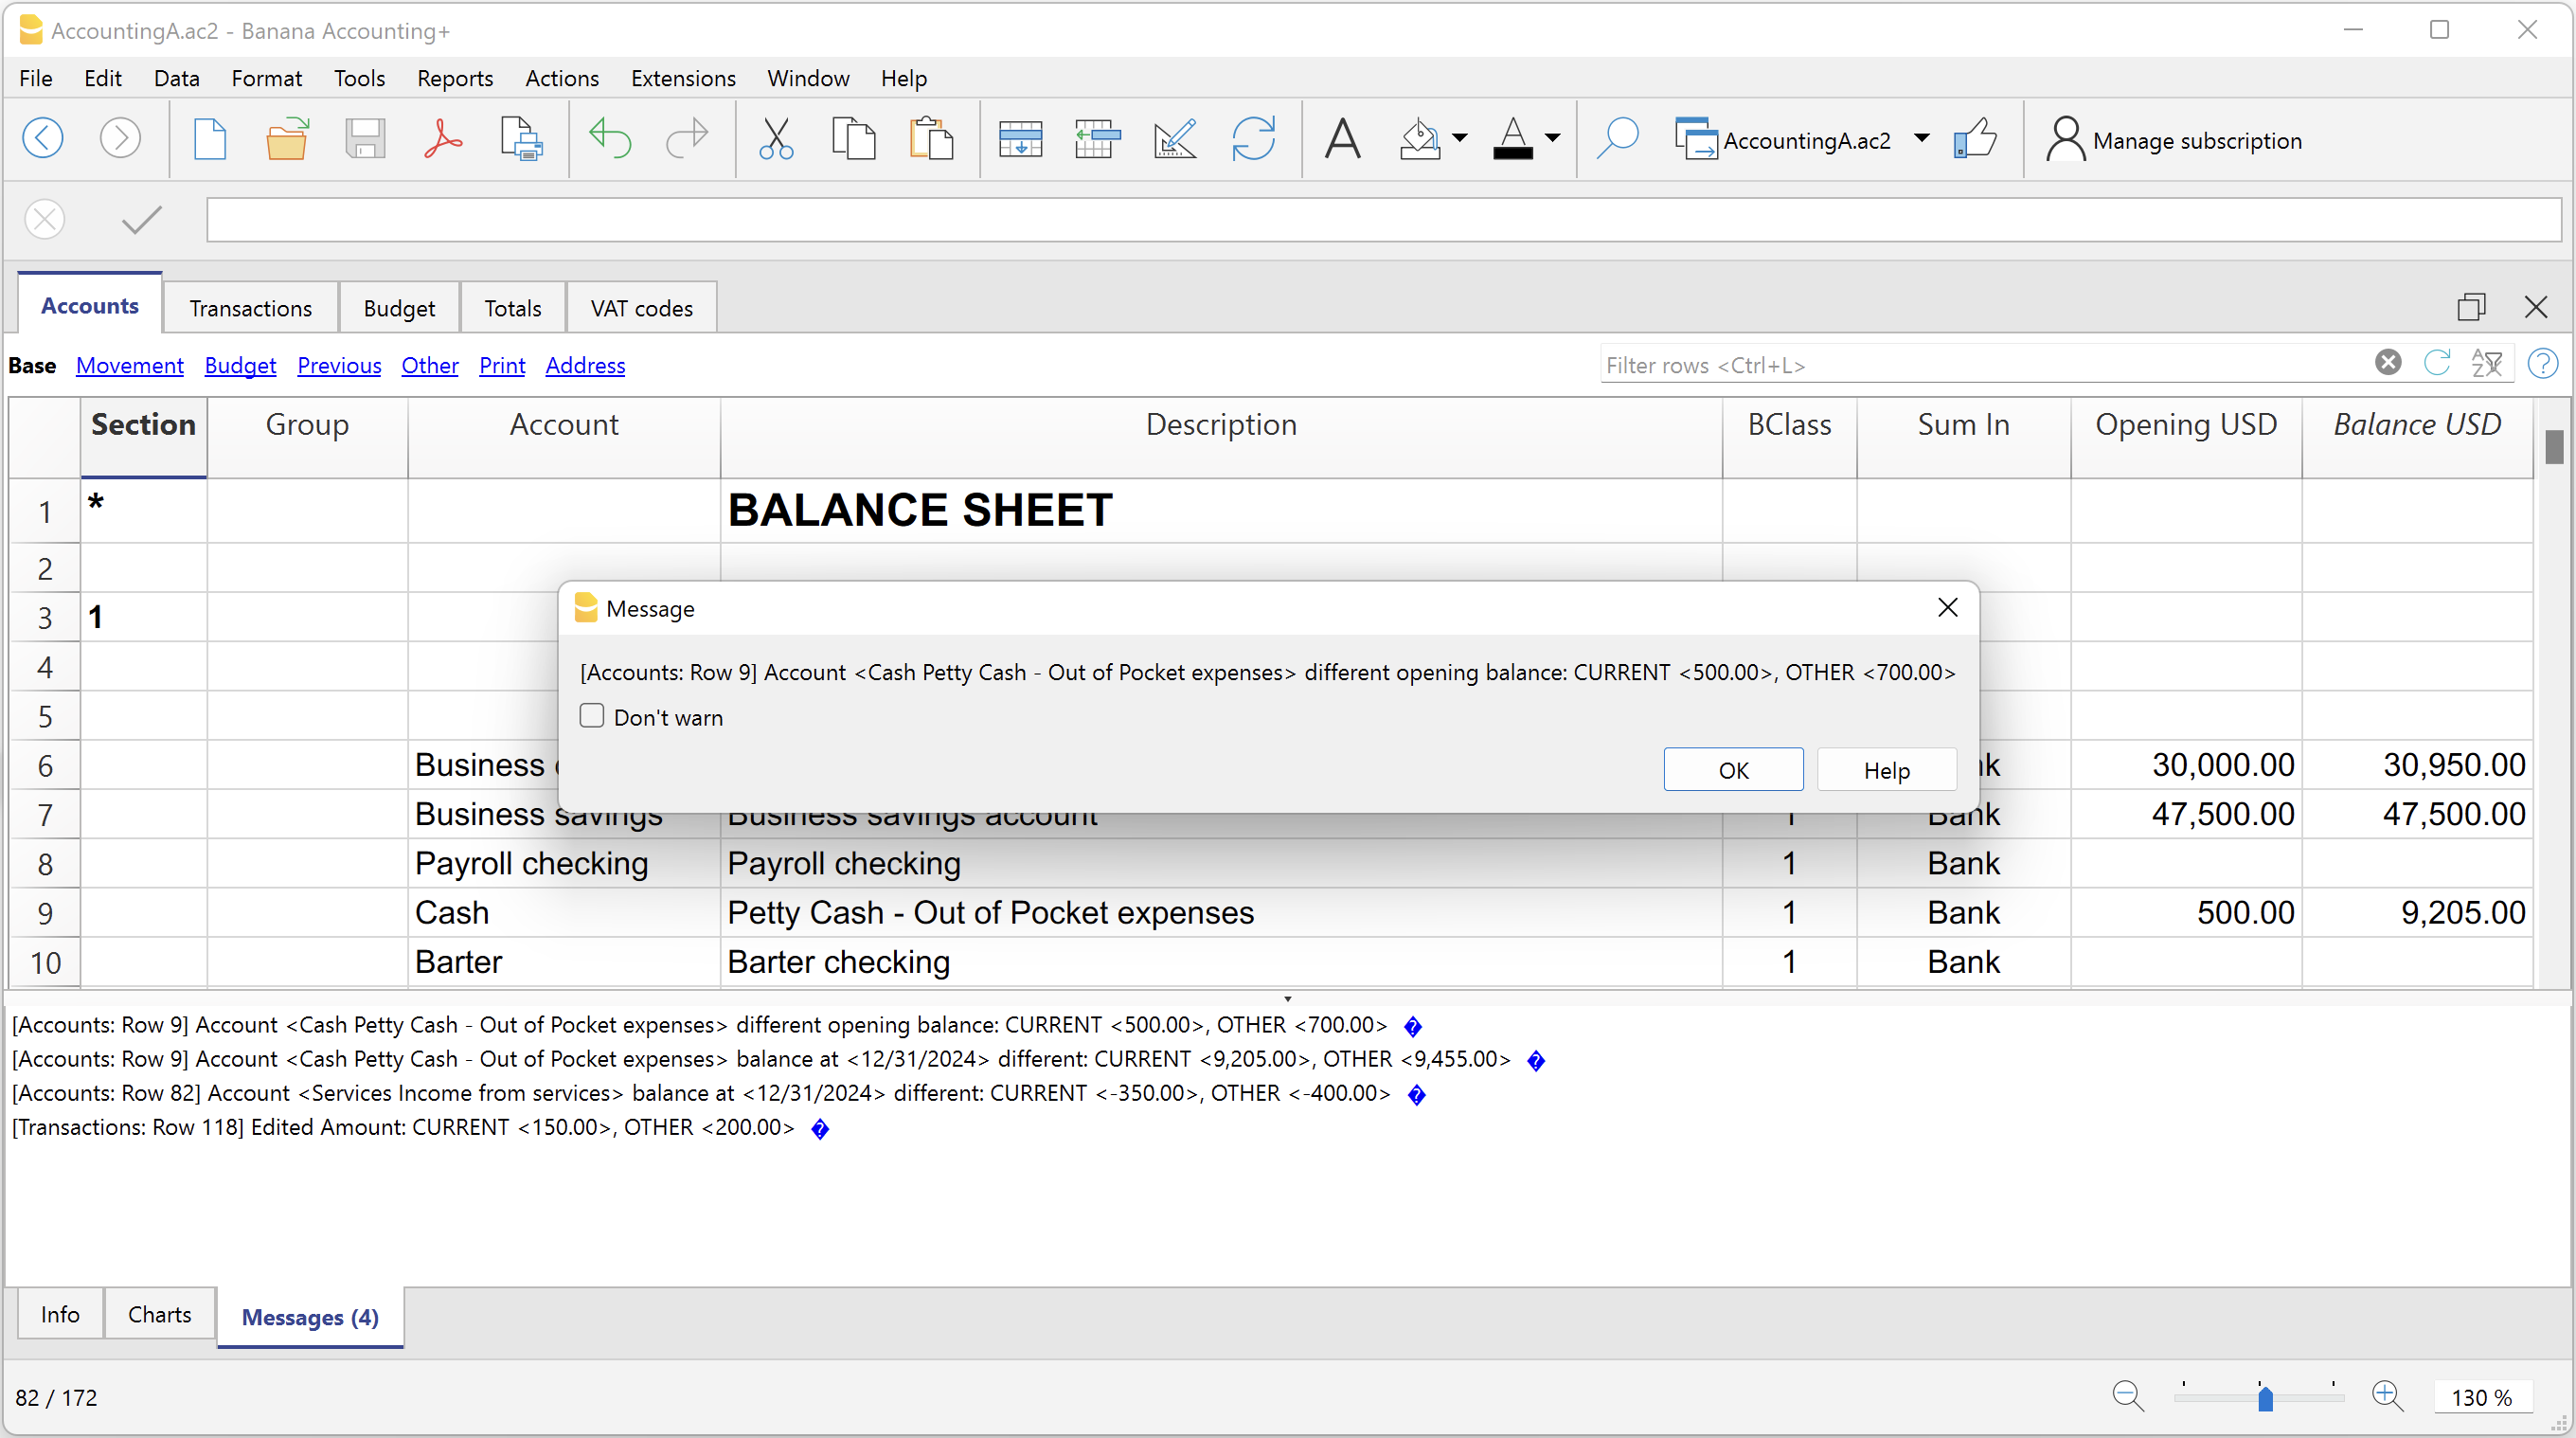 AccountingA.ac2 - Banana Accounting+
File Edit Data Format Tools Reports Actions Extensions Window Help
AccountingA.ac2 Manage subscription
Accounts Transactions Budget Totals VAT codes
Base Movement Budget Previous Other Print Address Filter rows <Ctrl+L>
Section Group Account Description BClass Sum In Opening USD Balance USD
1 * BALANCE SHEET
2
3 1
4
5
Message
[Accounts: Row 9] Account <Cash Petty Cash - Out of Pocket expenses> different opening balance: CURRENT <500.00>, OTHER <700.00>
Don't warn
OK Help
6 Business 30,000.00 30,950.00
7 Business savings Business savings account 1 Bank 47,500.00 47,500.00
8 Payroll checking Payroll checking 1 Bank
9 Cash Petty Cash - Out of Pocket expenses 1 Bank 500.00 9,205.00
10 Barter Barter checking 1 Bank
[Accounts: Row 9] Account <Cash Petty Cash - Out of Pocket expenses> different opening balance: CURRENT <500.00>, OTHER <700.00>
[Accounts: Row 9] Account <Cash Petty Cash - Out of Pocket expenses> balance at <12/31/2024> different: CURRENT <9,205.00>, OTHER <9,455.00>
[Accounts: Row 82] Account <Services Income from services> balance at <12/31/2024> different: CURRENT <-350.00>, OTHER <-400.00>
[Transactions: Row 118] Edited Amount: CURRENT <150.00>, OTHER <200.00>
Info Charts Messages (4)
82 / 172 130 %